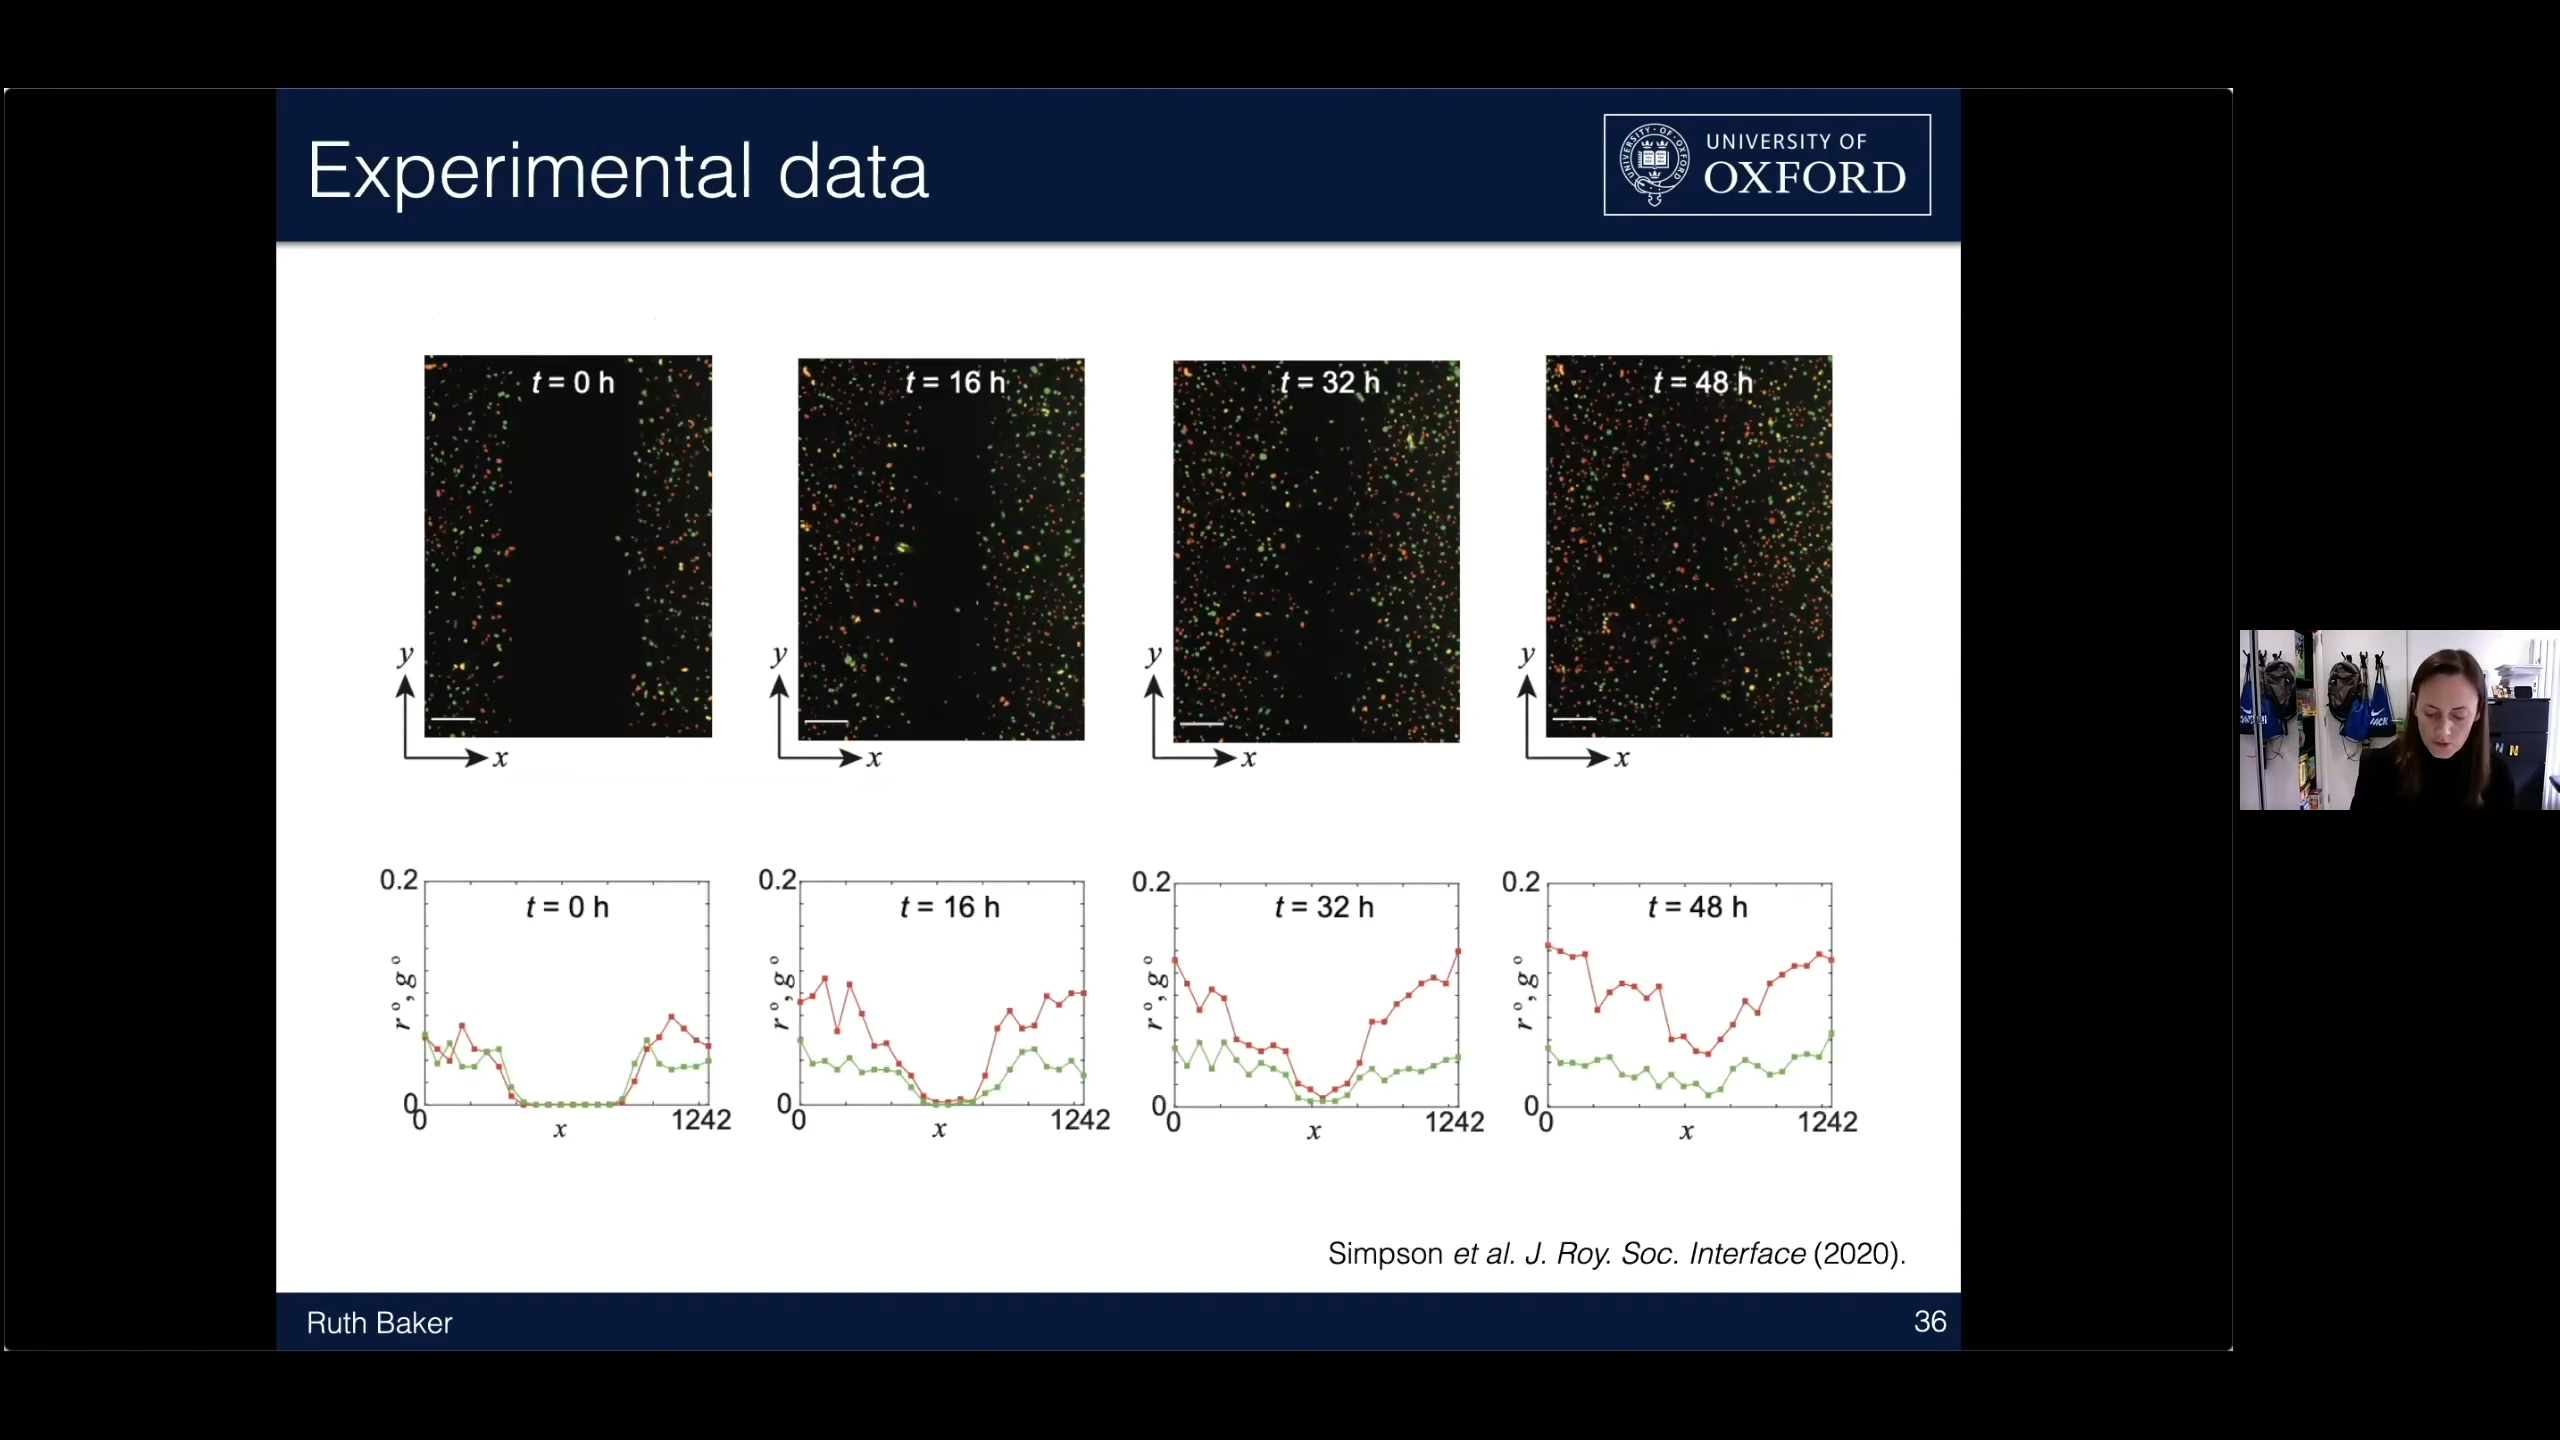 Experimental data
UNIVERSITY OF
OXFORD
t = 0 h
t = 16 h
t = 32 h
t = 48 h
y
y
y
y
x
x
x
x
0.2
0.2
0.2
0.2
t = 0 h
t = 16 h
t = 32 h
t = 48 h
r°, g°
r°, g°
r°, g°
r°, g°
0
0
0
0
0 x 1242
0 x 1242
0 x 1242
0 x 1242
Simpson et al. J. Roy. Soc. Interface (2020).
Ruth Baker
36
JACK
N